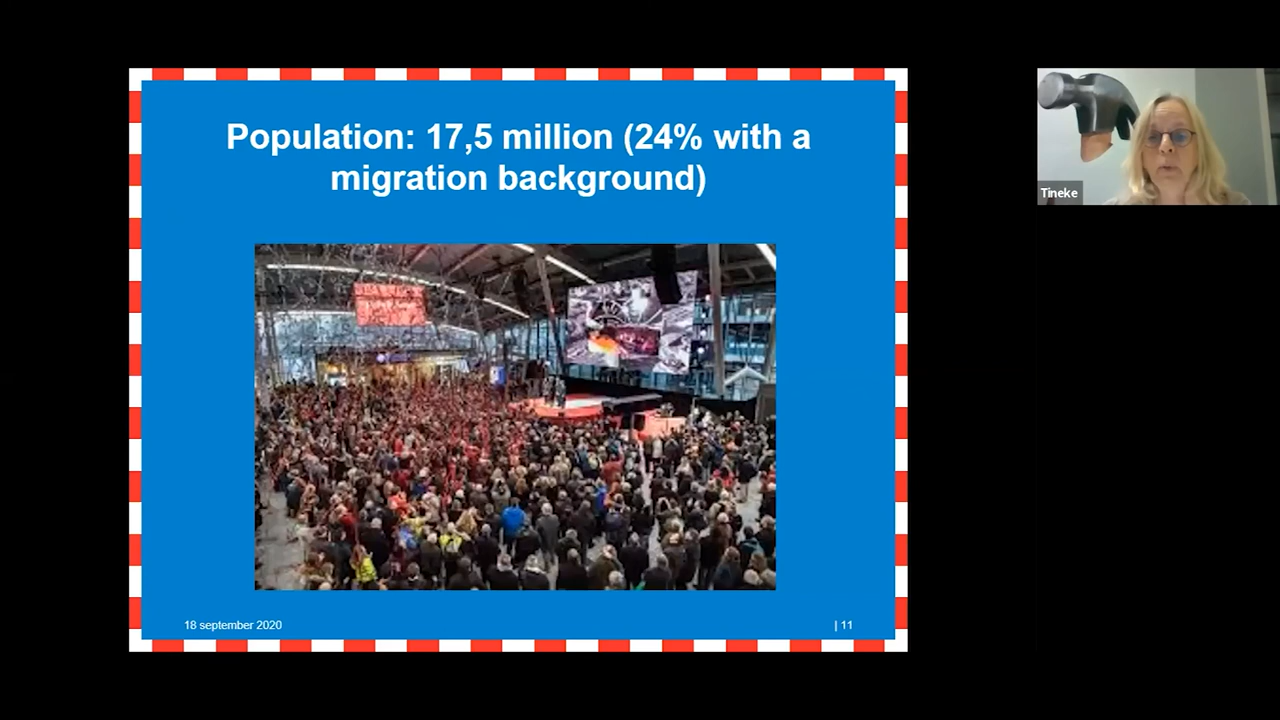 Population: 17,5 million (24% with a
migration background)
18 september 2020
| 11
Tineke